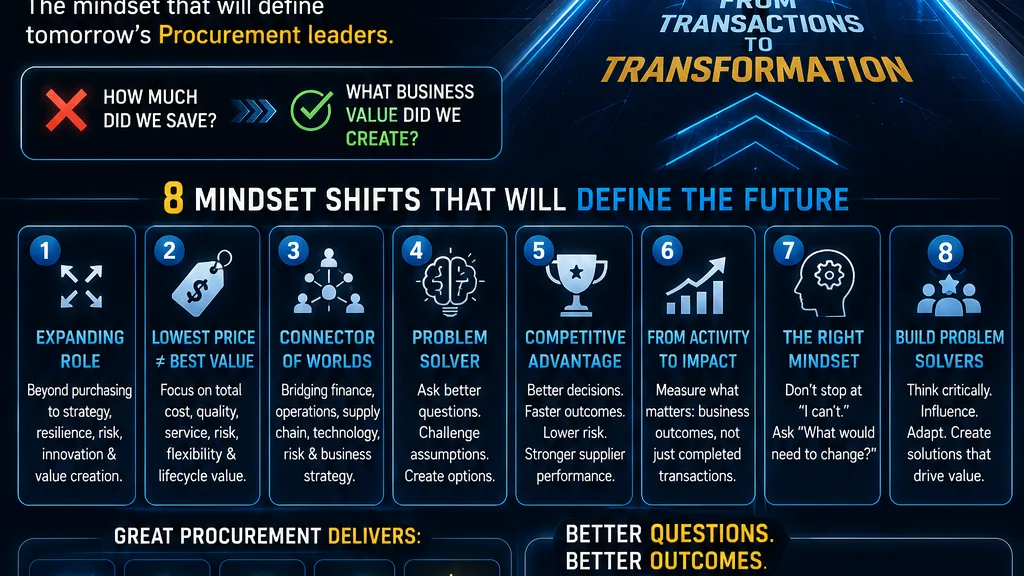 The mindset that will define
tomorrow's Procurement leaders.
FROM
TRANSACTIONS
TO
TRANSFORMATION
HOW MUCH
DID WE SAVE?
WHAT BUSINESS
VALUE DID WE
CREATE?
8 MINDSET SHIFTS THAT WILL DEFINE THE FUTURE
1
EXPANDING
ROLE
Beyond purchasing
to strategy,
resilience, risk,
innovation &
value creation.
2
$
LOWEST PRICE
≠ BEST VALUE
Focus on total
cost, quality,
service, risk,
flexibility &
lifecycle value.
3
CONNECTOR
OF WORLDS
Bridging finance,
operations, supply
chain, technology,
risk & business
strategy.
4
PROBLEM
SOLVER
Ask better
questions.
Challenge
assumptions.
Create options.
5
COMPETITIVE
ADVANTAGE
Better decisions.
Faster outcomes.
Lower risk.
Stronger supplier
performance.
6
FROM ACTIVITY
TO IMPACT
Measure what
matters: business
outcomes, not
just completed
transactions.
7
THE RIGHT
MINDSET
Don't stop at
"I can't."
Ask "What would
need to change?"
8
BUILD PROBLEM
SOLVERS
Think critically.
Influence.
Adapt. Create
solutions that
drive value.
GREAT PROCUREMENT DELIVERS:
BETTER QUESTIONS.
BETTER OUTCOMES.